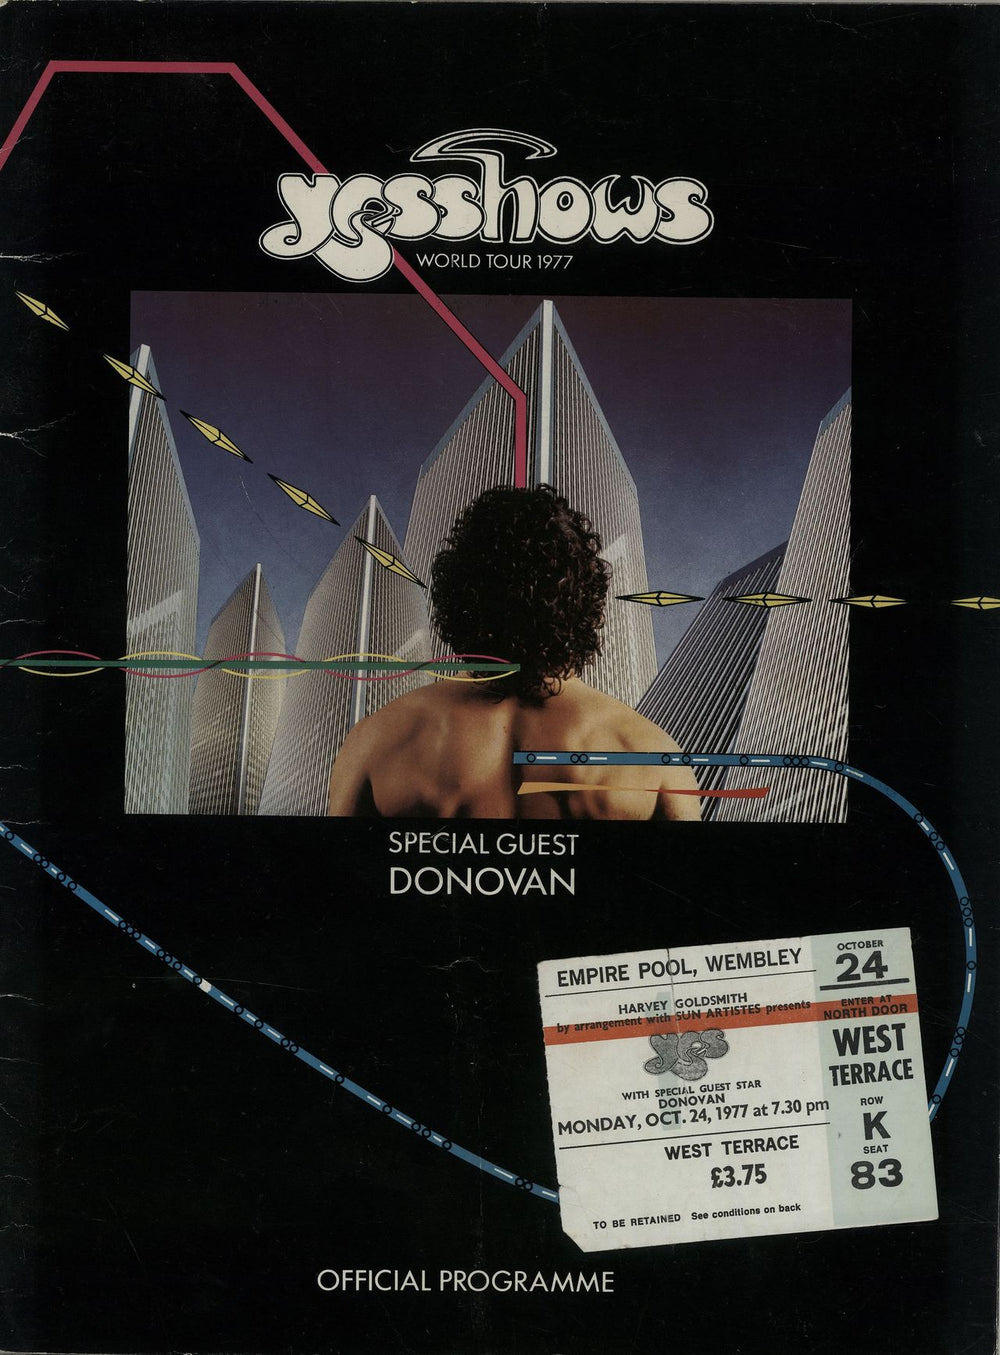 yesshows
WORLD TOUR 1977
SPECIAL GUEST
DONOVAN
EMPIRE POOL, WEMBLEY
HARVEY GOLDSMITH
by arrangement with SUN ARTISTES presents
yes
WITH SPECIAL GUEST STAR
DONOVAN
MONDAY, OCT. 24, 1977 at 7.30 pm
WEST TERRACE
£3.75
TO BE RETAINED See conditions on back
OCTOBER
24
ENTER AT
NORTH DOOR
WEST
TERRACE
ROW
K
SEAT
83
OFFICIAL PROGRAMME